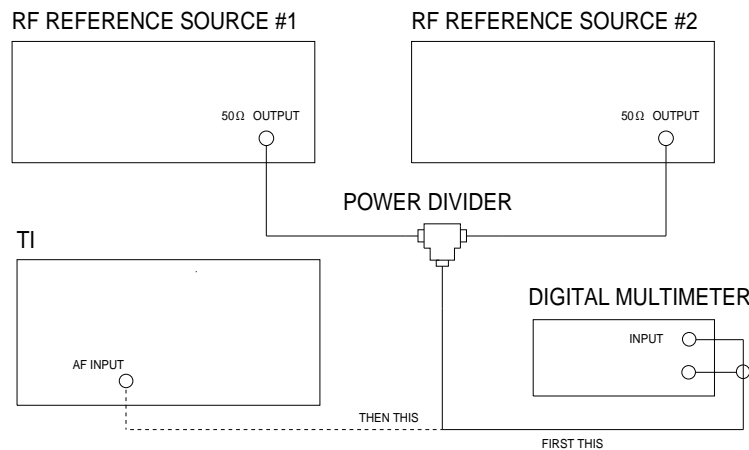 RF REFERENCE SOURCE #1
RF REFERENCE SOURCE #2
50Ω OUTPUT
50Ω OUTPUT
POWER DIVIDER
TI
DIGITAL MULTIMETER
INPUT
AF INPUT
THEN THIS
FIRST THIS